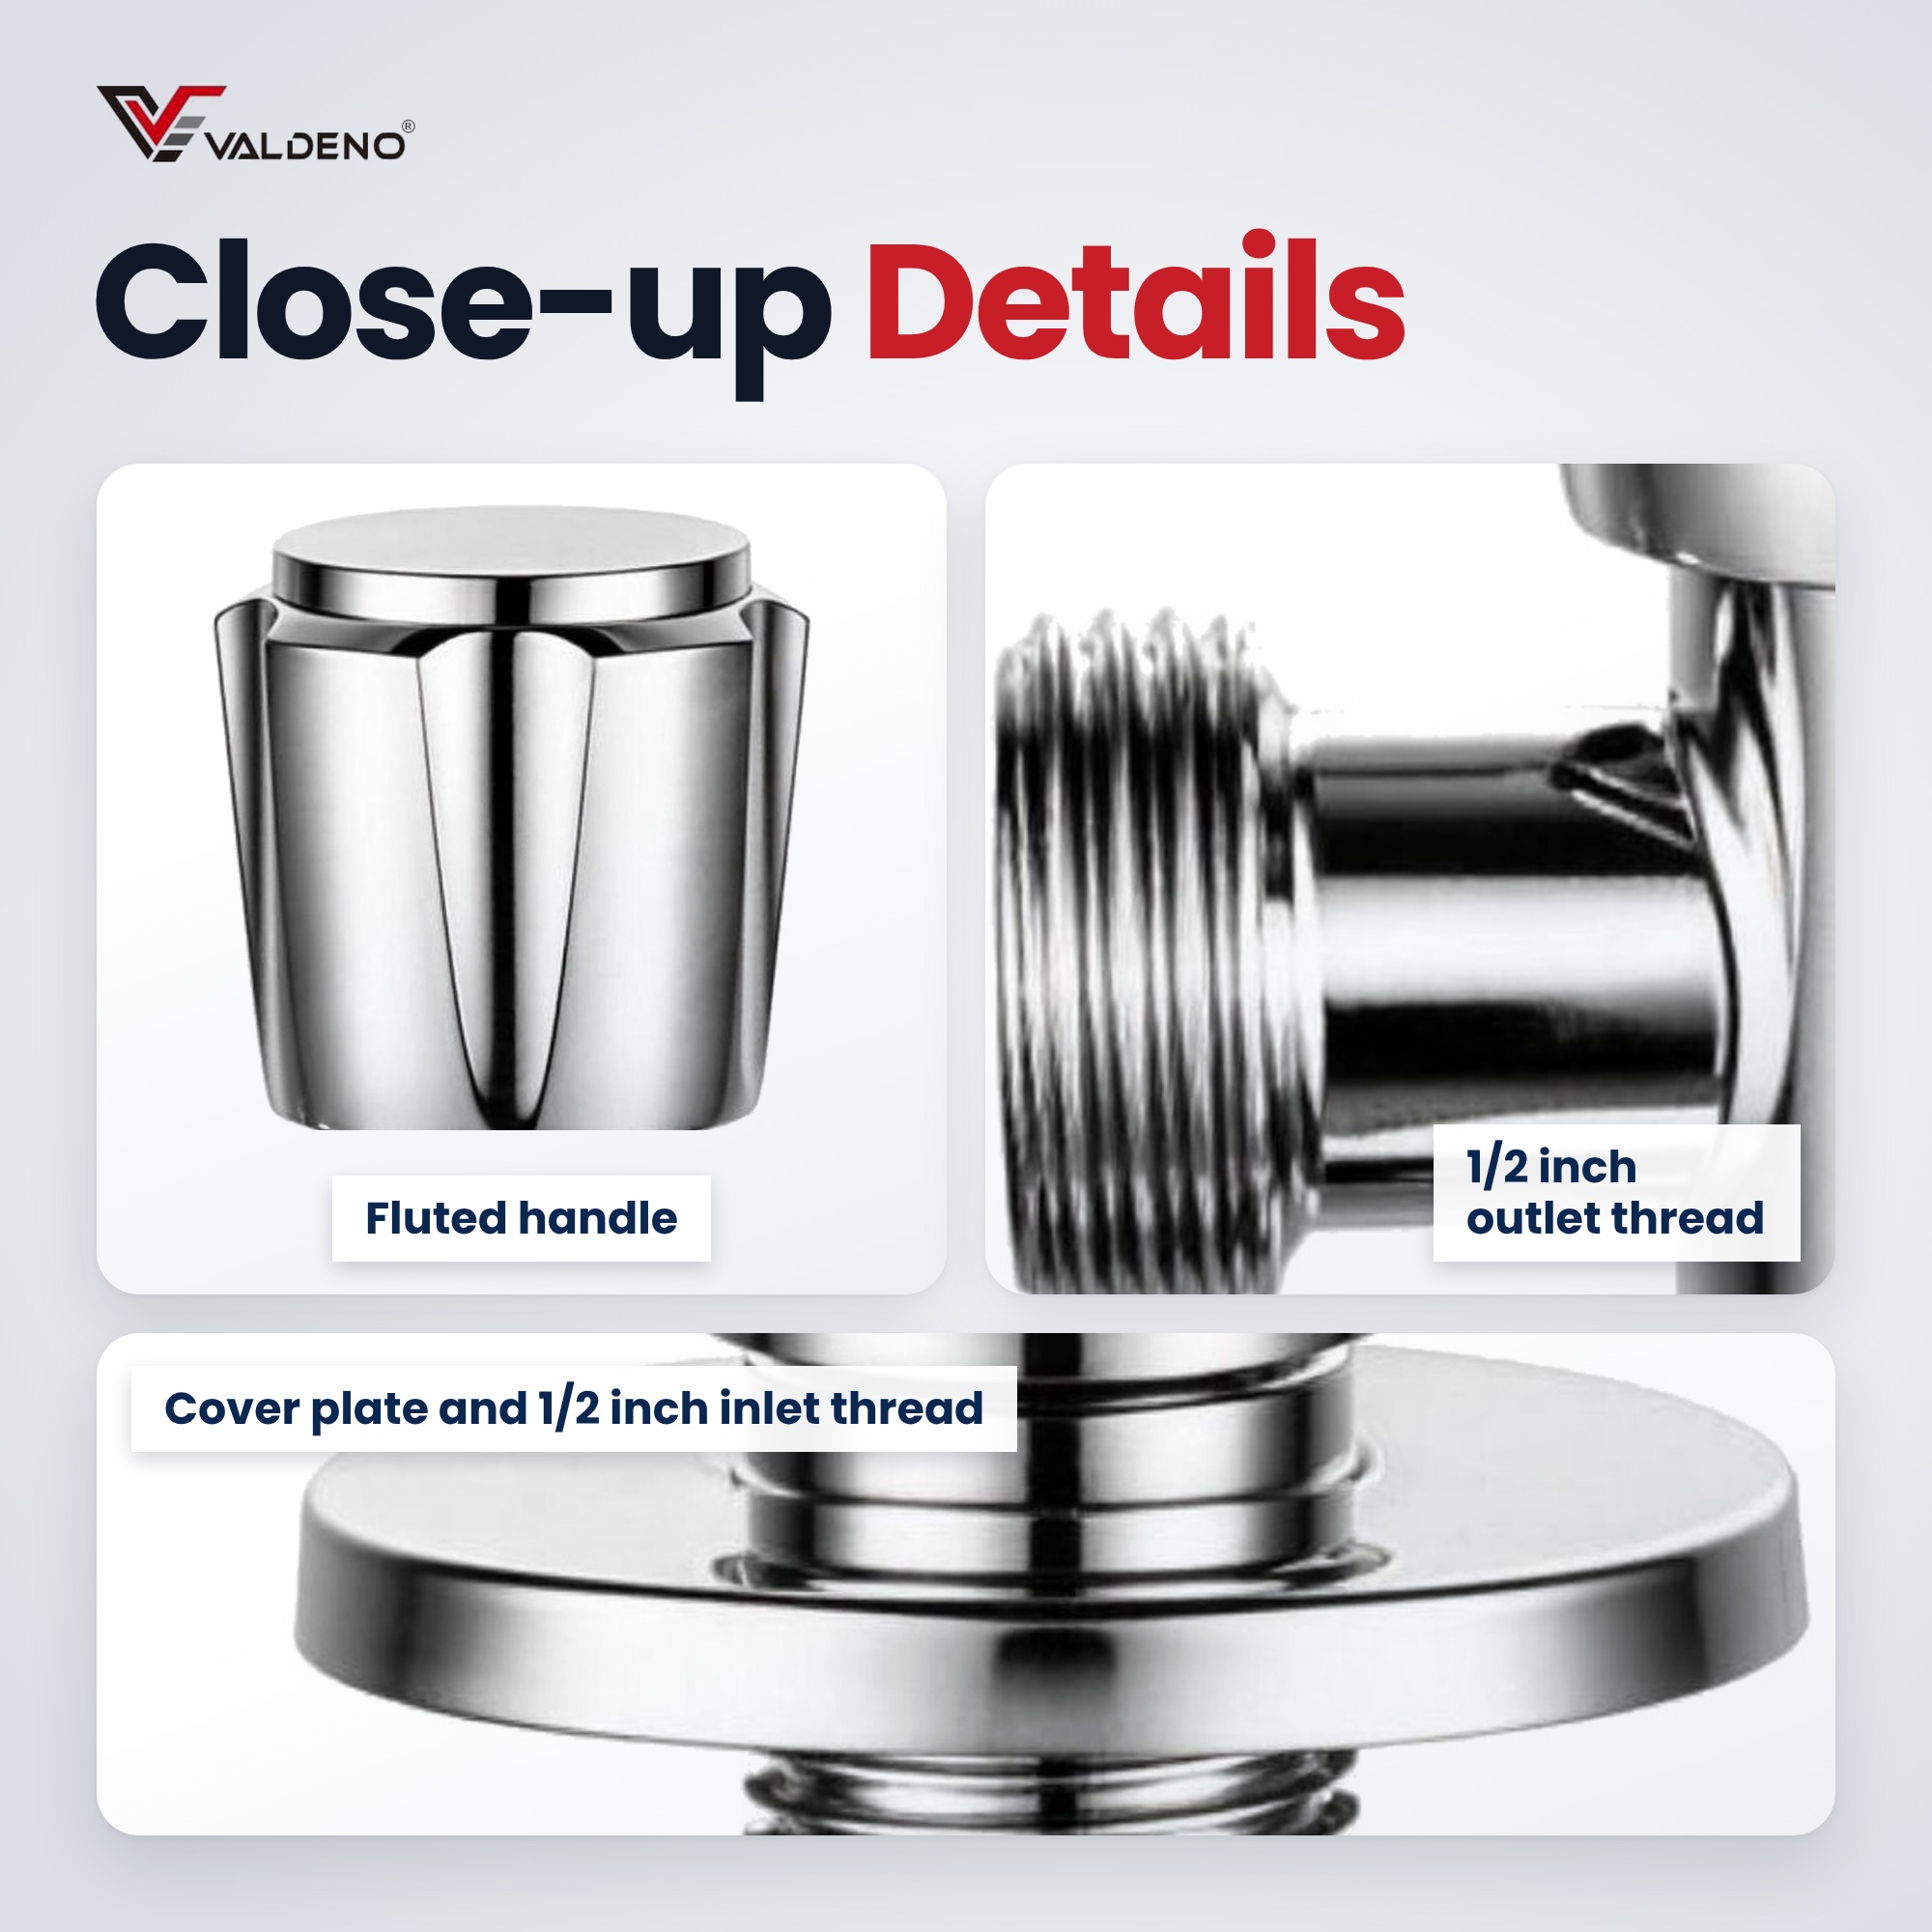 VALDENO®
Close-up Details
Fluted handle
1/2 inch
outlet thread
Cover plate and 1/2 inch inlet thread